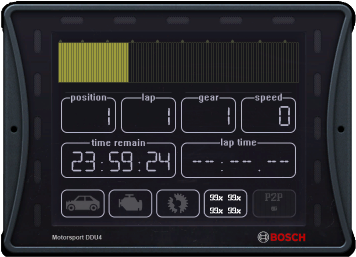 position lap gear speed
1 1 1 0
time remain lap time
23:59:24 --:--.--
99x 99x P2P
99x 99x
Motorsport DDU4 BOSCH